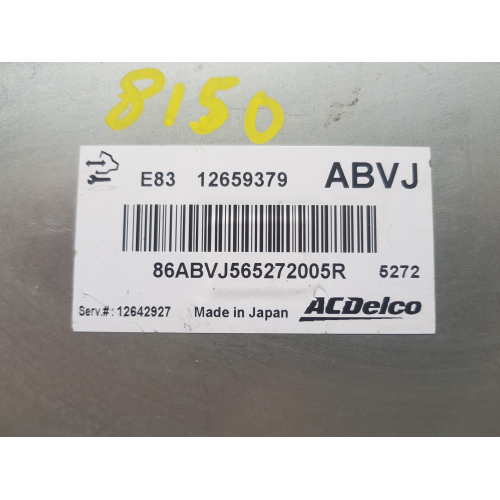 8150
E83 12659379 ABVJ
86ABVJ565272005R 5272
Serv.#: 12642927 Made in Japan ACDelco